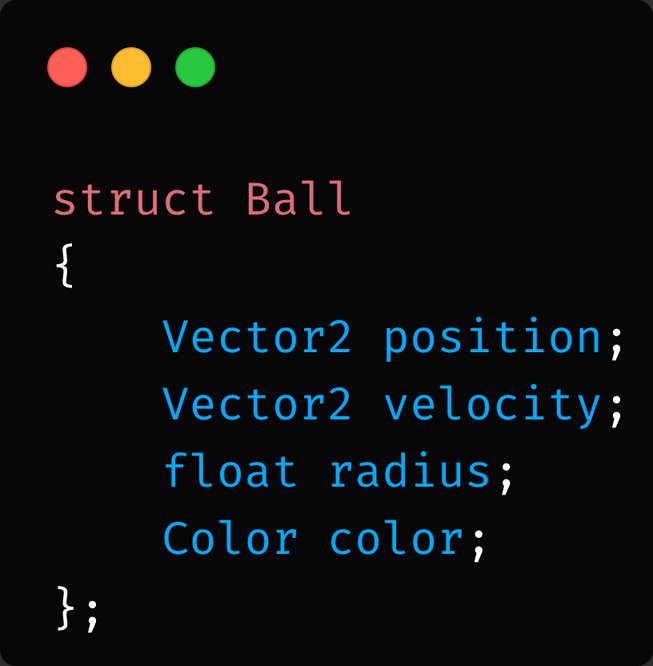 struct Ball
{
    Vector2 position;
    Vector2 velocity;
    float radius;
    Color color;
};